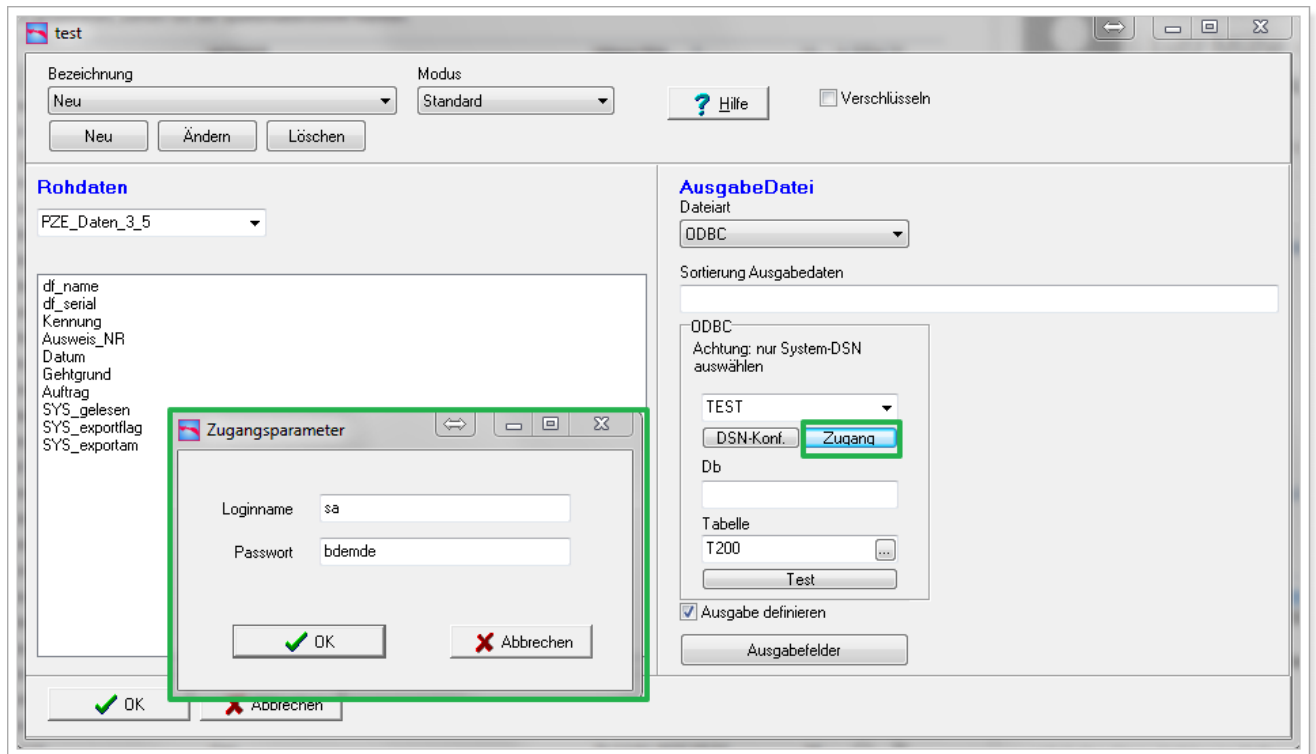 test
Bezeichnung
Modus
Neu
Standard
Hilfe
Verschlüsseln
Neu
Ändern
Löschen
Rohdaten
PZE_Daten_3_5
df_name
df_serial
Kennung
Ausweis_NR
Datum
Gehtgrund
Auftrag
SYS_gelesen
SYS_exportflag
SYS_exportam
AusgabeDatei
Dateiart
ODBC
Sortierung Ausgabedaten
ODBC
Achtung: nur System-DSN
auswählen
TEST
DSN-Konf.
Zugang
Db
Tabelle
T200
...
Test
Ausgabe definieren
Ausgabefelder
Zugangsparameter
Loginname
sa
Passwort
bdemde
OK
Abbrechen
OK
Abbrechen